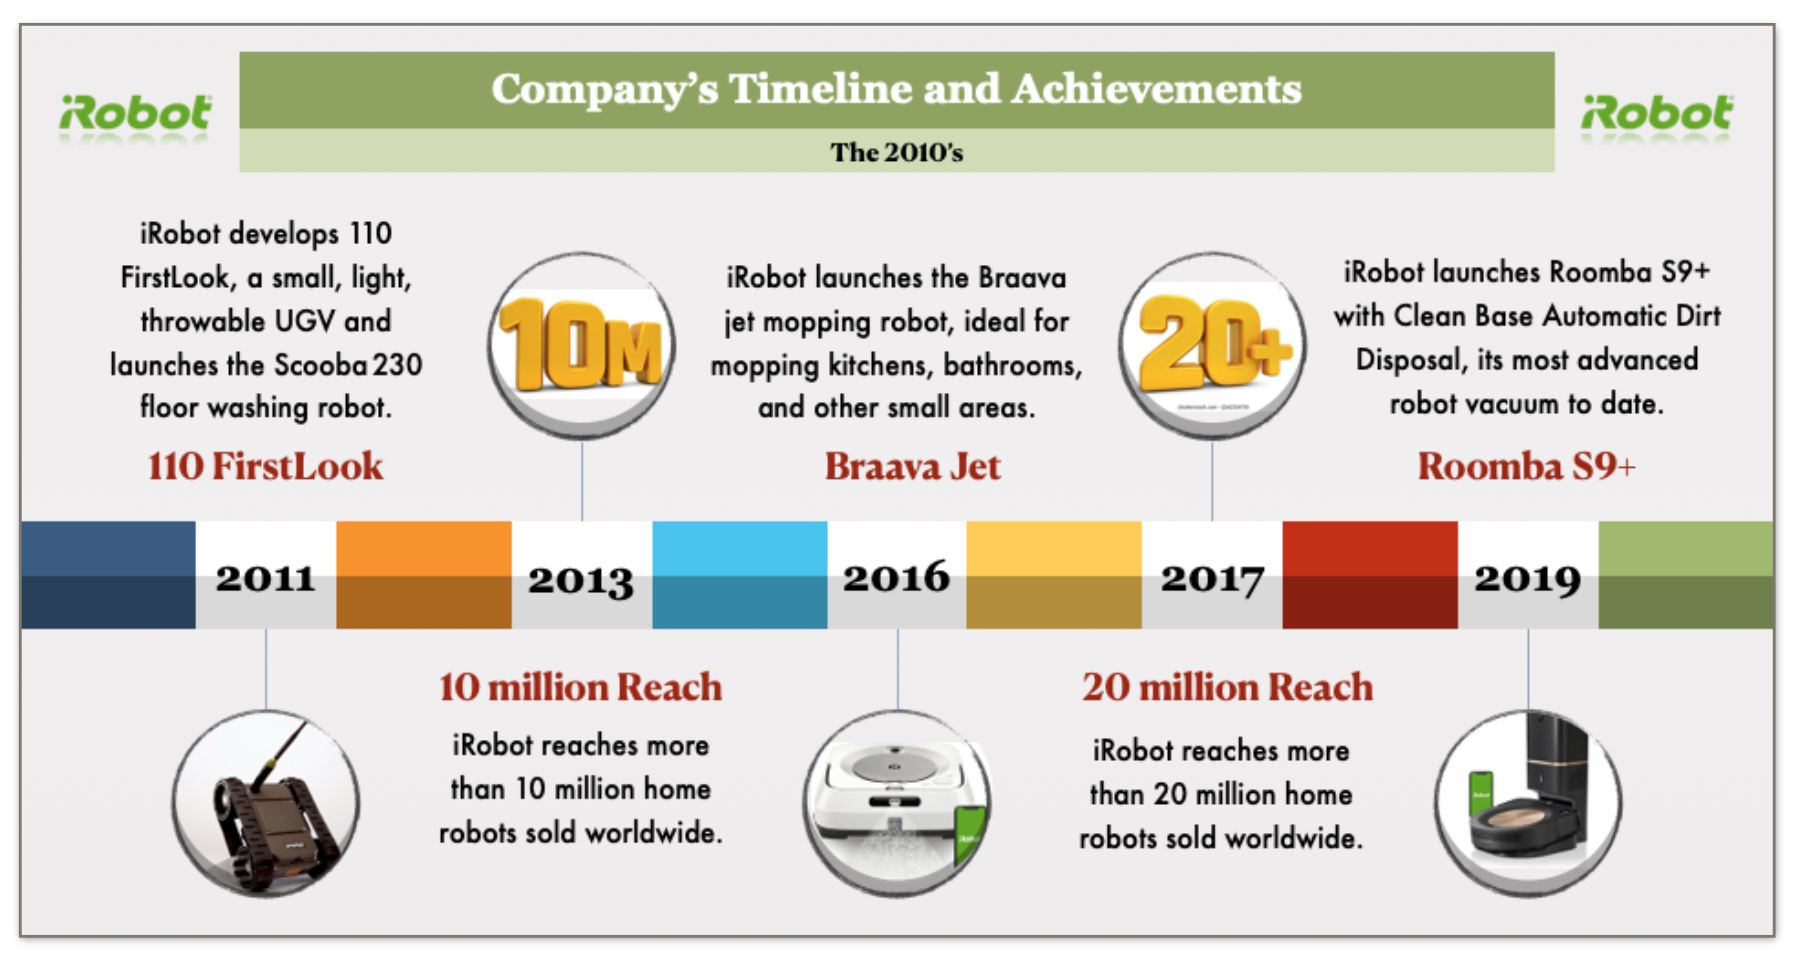 iRobot
Company's Timeline and Achievements
iRobot
The 2010's
iRobot develops 110
FirstLook, a small, light,
throwable UGV and
launches the Scooba 230
floor washing robot.
110 FirstLook
10M
iRobot launches the Braava
jet mopping robot, ideal for
mopping kitchens, bathrooms,
and other small areas.
Braava Jet
20+
iRobot launches Roomba S9+
with Clean Base Automatic Dirt
Disposal, its most advanced
robot vacuum to date.
Roomba S9+
2011
2013
2016
2017
2019
10 million Reach
iRobot reaches more
than 10 million home
robots sold worldwide.
20 million Reach
iRobot reaches more
than 20 million home
robots sold worldwide.